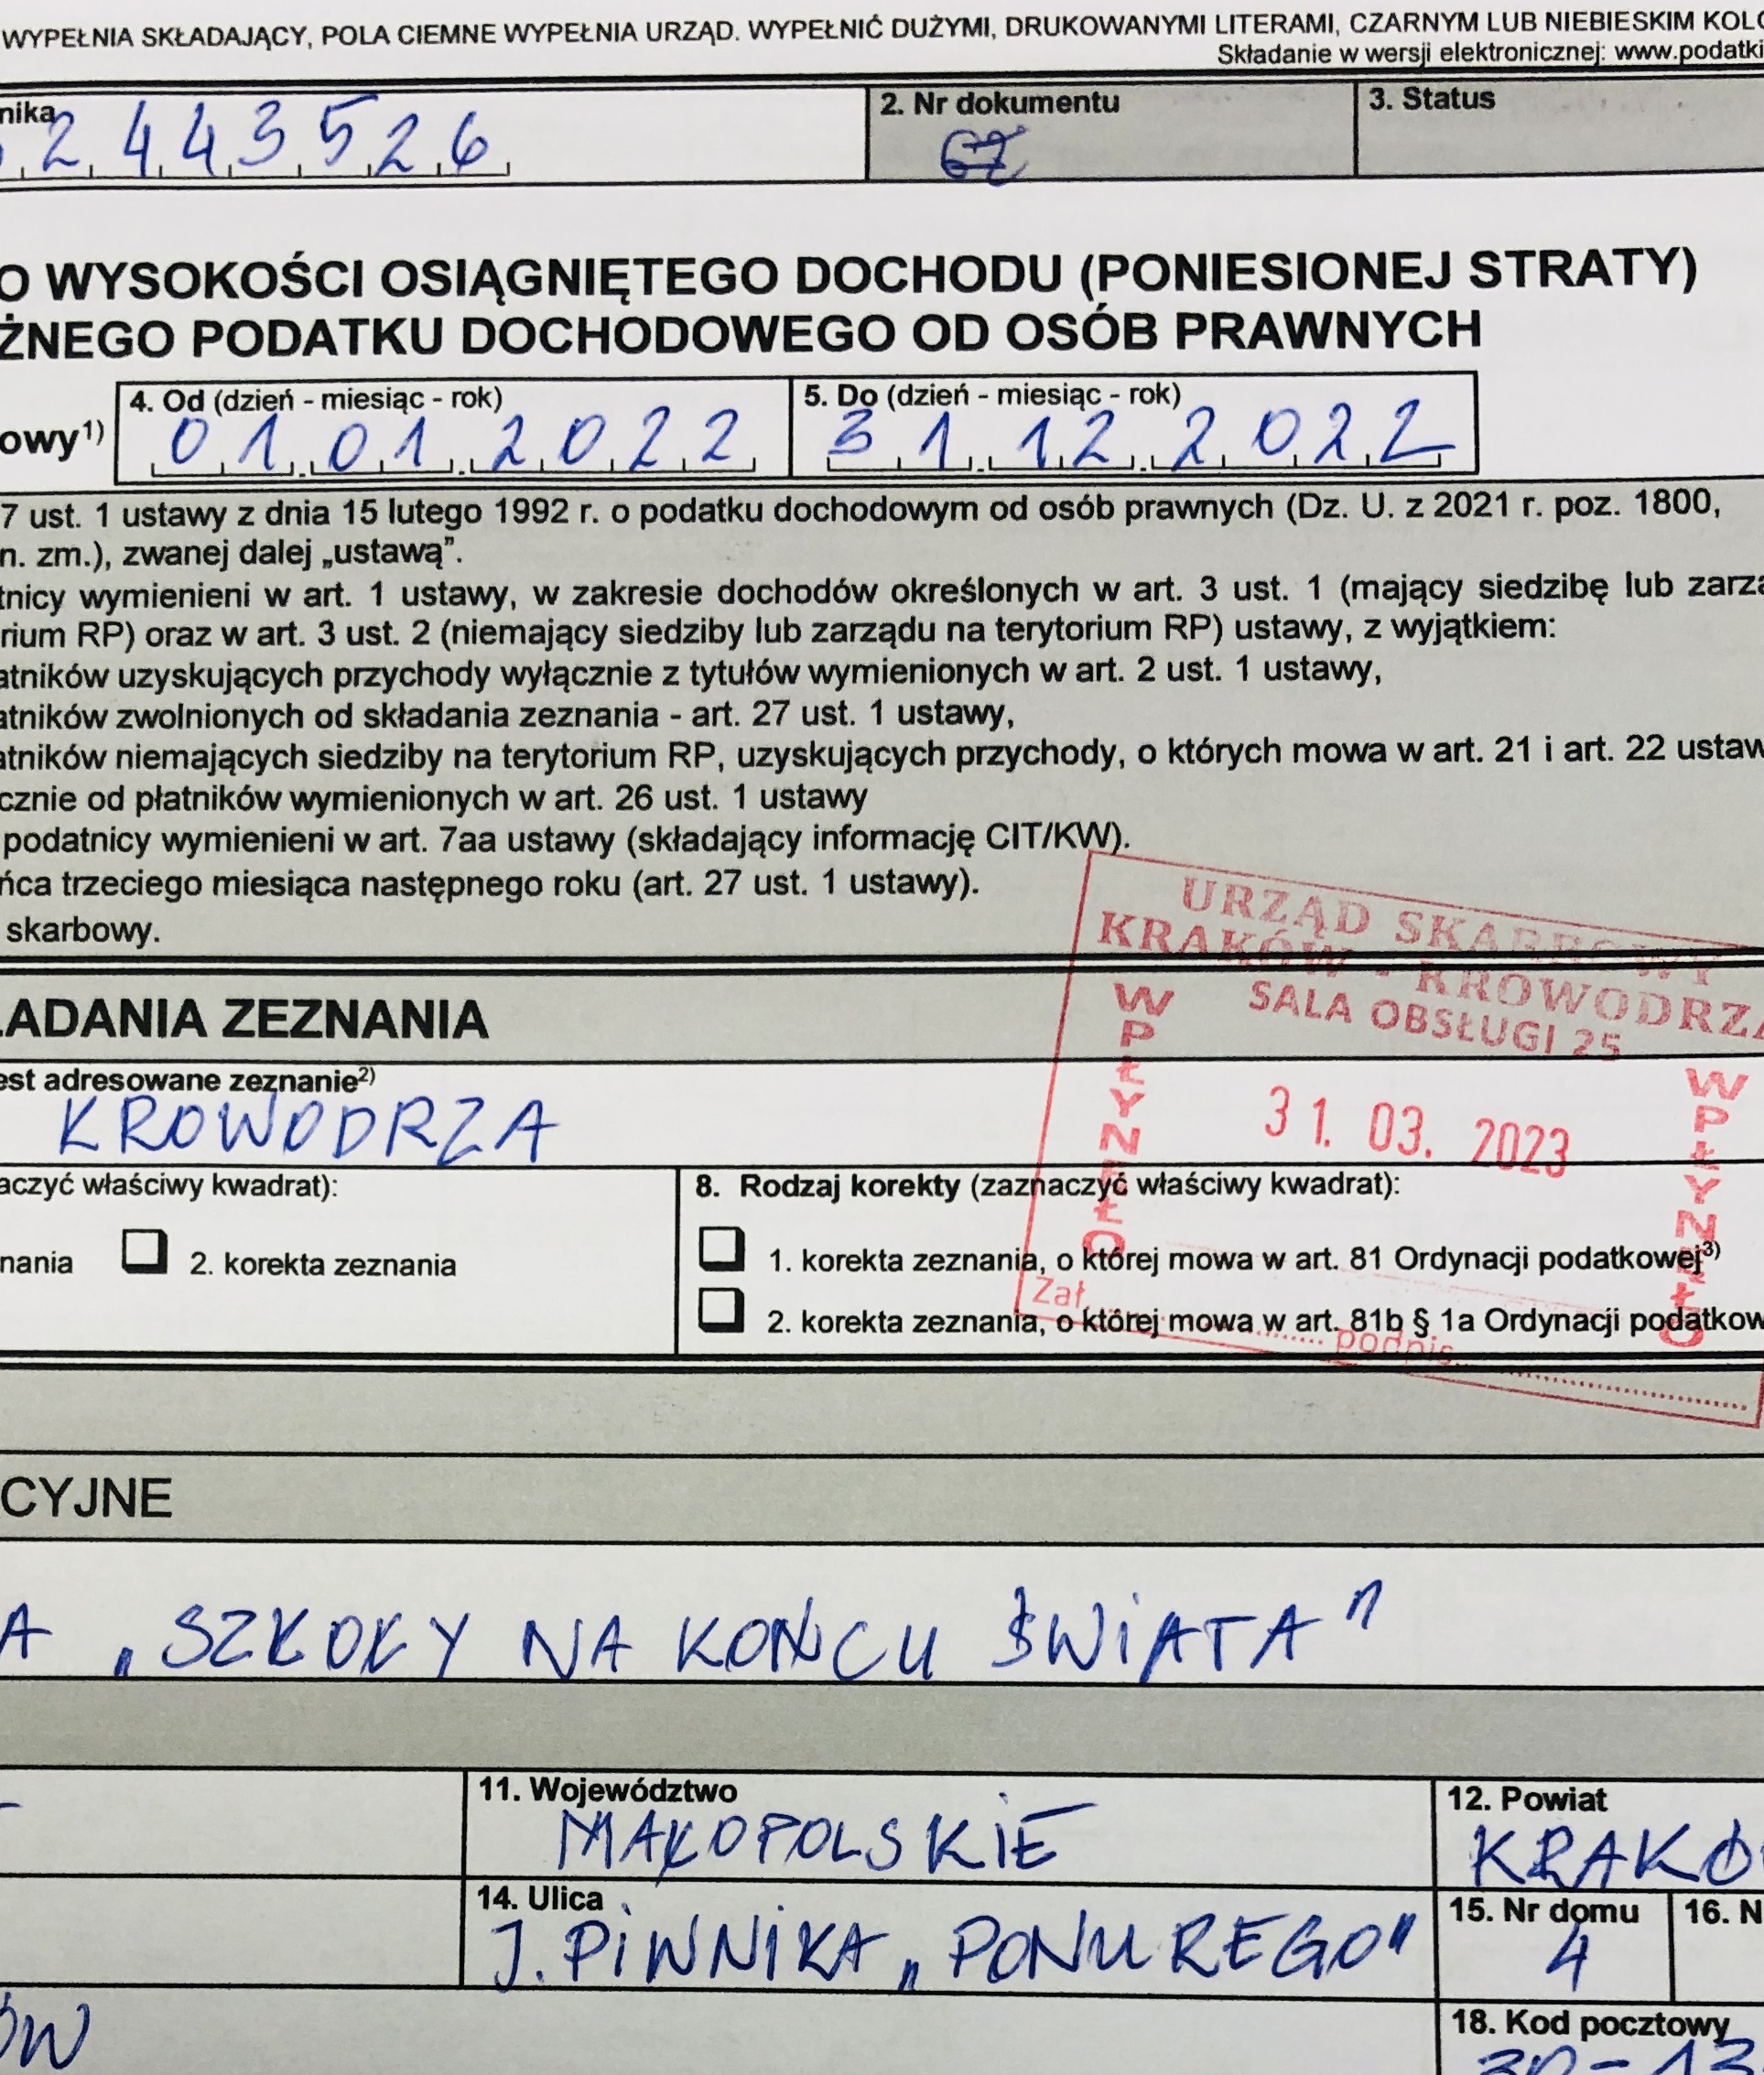 WYPEŁNIA SKŁADAJĄCY, POLA CIEMNE WYPEŁNIA URZĄD. WYPEŁNIĆ DUŻYMI, DRUKOWANYMI LITERAMI, CZARNYM LUB NIEBIESKIM KOLO
Składanie w wersji elektronicznej: www.podatki
nika
2443526
2. Nr dokumentu
3. Status
O WYSOKOŚCI OSIĄGNIĘTEGO DOCHODU (PONIESIONEJ STRATY)
ŻNEGO PODATKU DOCHODOWEGO OD OSÓB PRAWNYCH
owy1)
4. Od (dzień - miesiąc - rok)
01.01.2022
5. Do (dzień - miesiąc - rok)
31.12.2022
7 ust. 1 ustawy z dnia 15 lutego 1992 r. o podatku dochodowym od osób prawnych (Dz. U. z 2021 r. poz. 1800,
n. zm.), zwanej dalej „ustawą”.
tnicy wymienieni w art. 1 ustawy, w zakresie dochodów określonych w art. 3 ust. 1 (mający siedzibę lub zarzą
rium RP) oraz w art. 3 ust. 2 (niemający siedziby lub zarządu na terytorium RP) ustawy, z wyjątkiem:
atników uzyskujących przychody wyłącznie z tytułów wymienionych w art. 2 ust. 1 ustawy,
atników zwolnionych od składania zeznania - art. 27 ust. 1 ustawy,
atników niemających siedziby na terytorium RP, uzyskujących przychody, o których mowa w art. 21 i art. 22 ustaw
cznie od płatników wymienionych w art. 26 ust. 1 ustawy
podatnicy wymienieni w art. 7aa ustawy (składający informację CIT/KW).
ńca trzeciego miesiąca następnego roku (art. 27 ust. 1 ustawy).
skarbowy.
URZĄD SKARBOWY
KRAKÓW - KROWODRZA
SALA OBSŁUGI 25
WPŁYNĘŁO
31. 03. 2023
WPŁYNĘŁO
Zał.
podpis
ŁADANIA ZEZNANIA
est adresowane zeznanie2)
KROWODRZA
aczyć właściwy kwadrat):
nania
2. korekta zeznania
8. Rodzaj korekty (zaznaczyć właściwy kwadrat):
1. korekta zeznania, o której mowa w art. 81 Ordynacji podatkowej3)
2. korekta zeznania, o której mowa w art. 81b § 1a Ordynacji podatkow
CYJNE
A „SZKOŁY NA KOŃCU ŚWIATA"
11. Województwo
MAŁOPOLSKIE
12. Powiat
KRAKÓ
14. Ulica
J. PIWNIKA „PONUREGO"
15. Nr domu
4
16. N
ÓW
18. Kod pocztowy
30-13